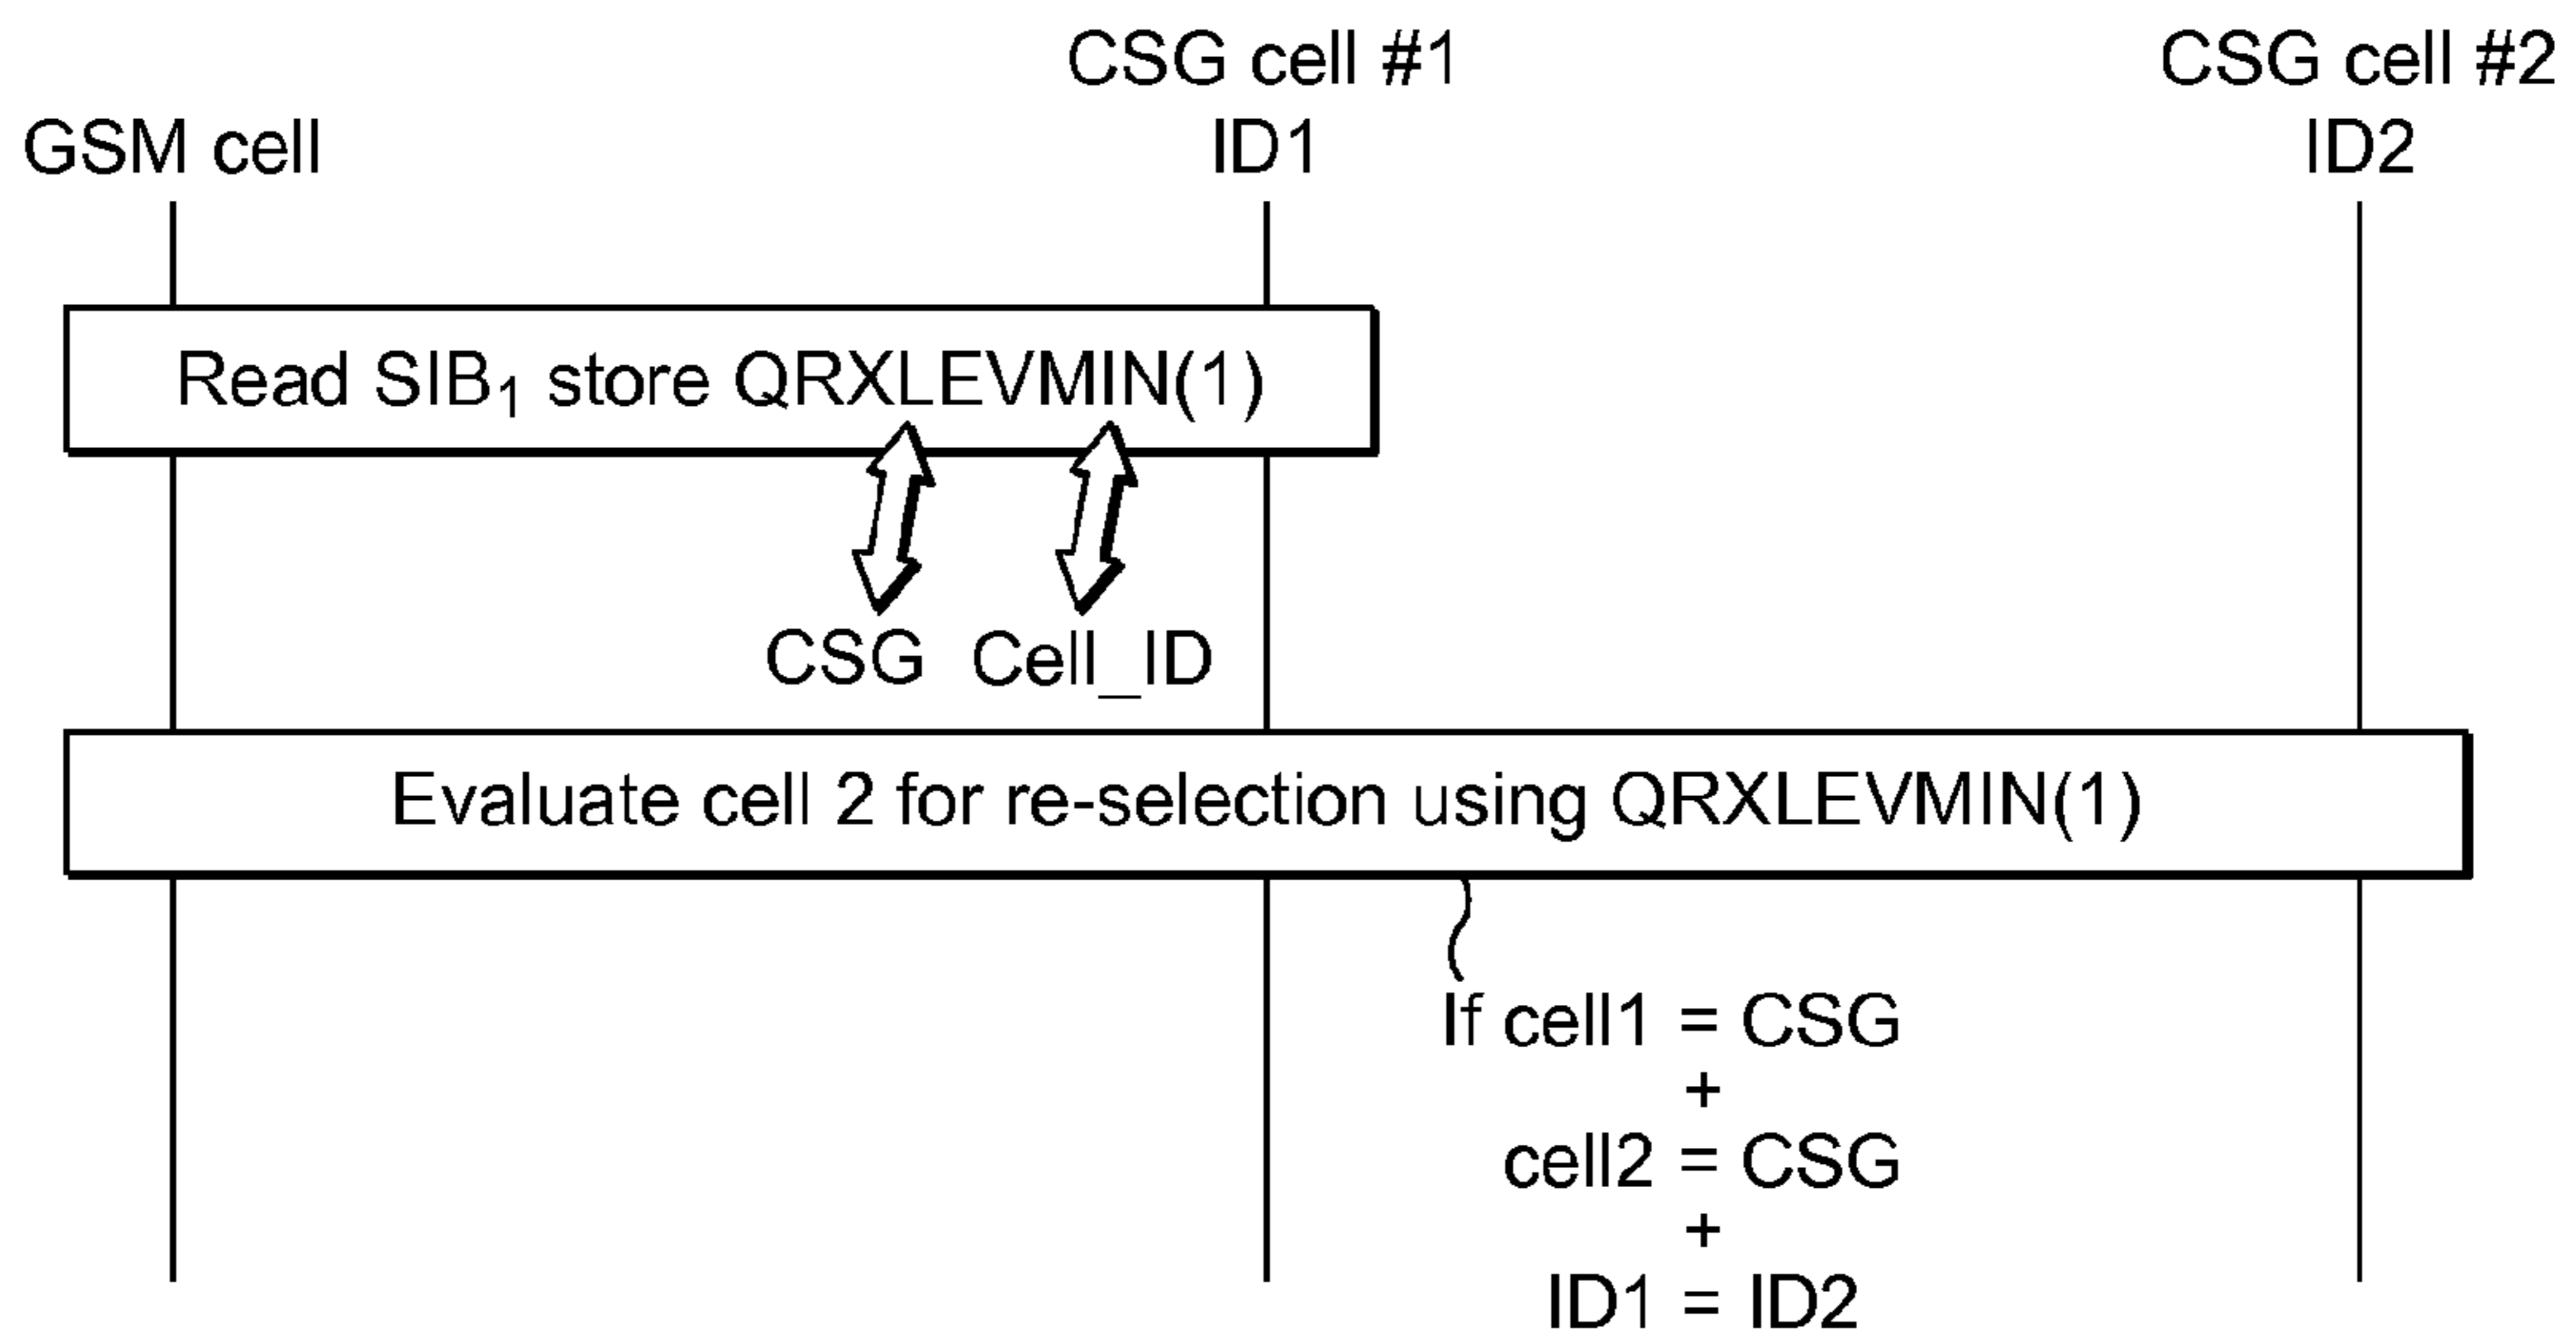 CSG cell #1
CSG cell #2
GSM cell
ID1
ID2
Read SIB₁ store QRXLEVMIN(1)
CSG Cell_ID
Evaluate cell 2 for re-selection using QRXLEVMIN(1)
If cell1 = CSG
+
cell2 = CSG
+
ID1 = ID2